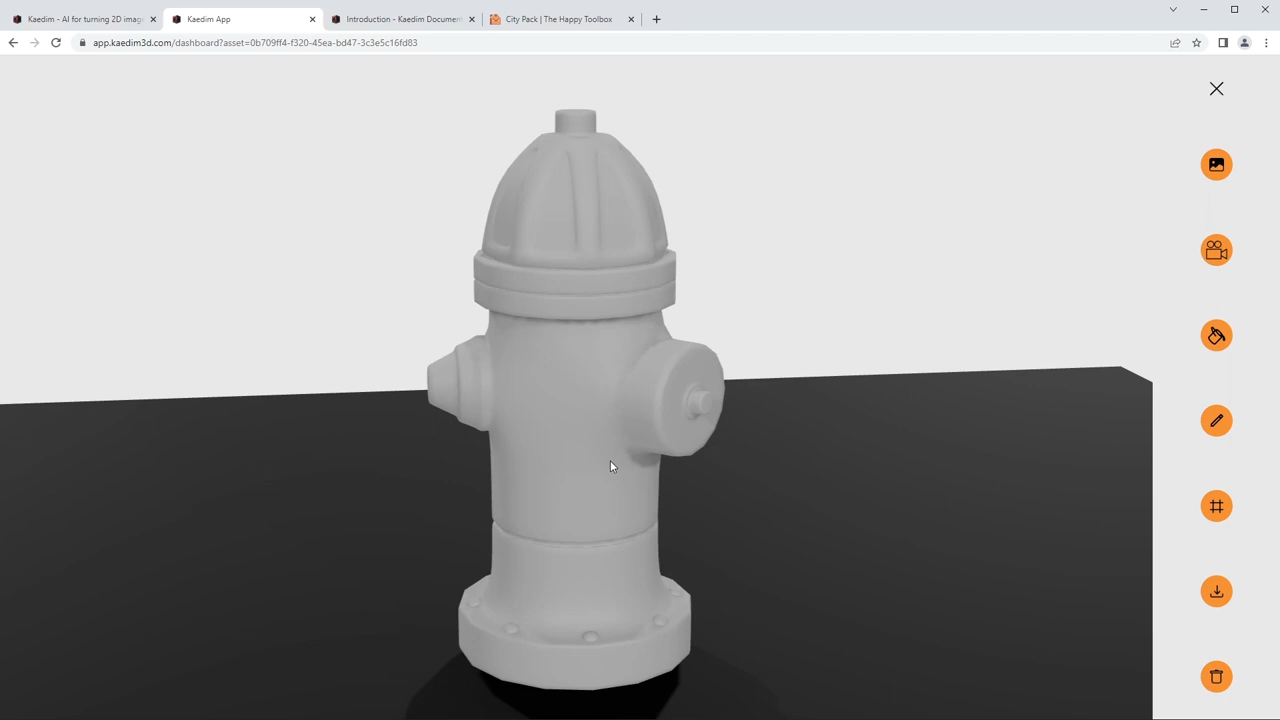 Kaedim - AI for turning 2D imag
Kaedim App
Introduction - Kaedim Documen
City Pack | The Happy Toolbox
app.kaedim3d.com/dashboard?asset=0b709ff4-f320-45ea-bd47-3c3e5c16fd83